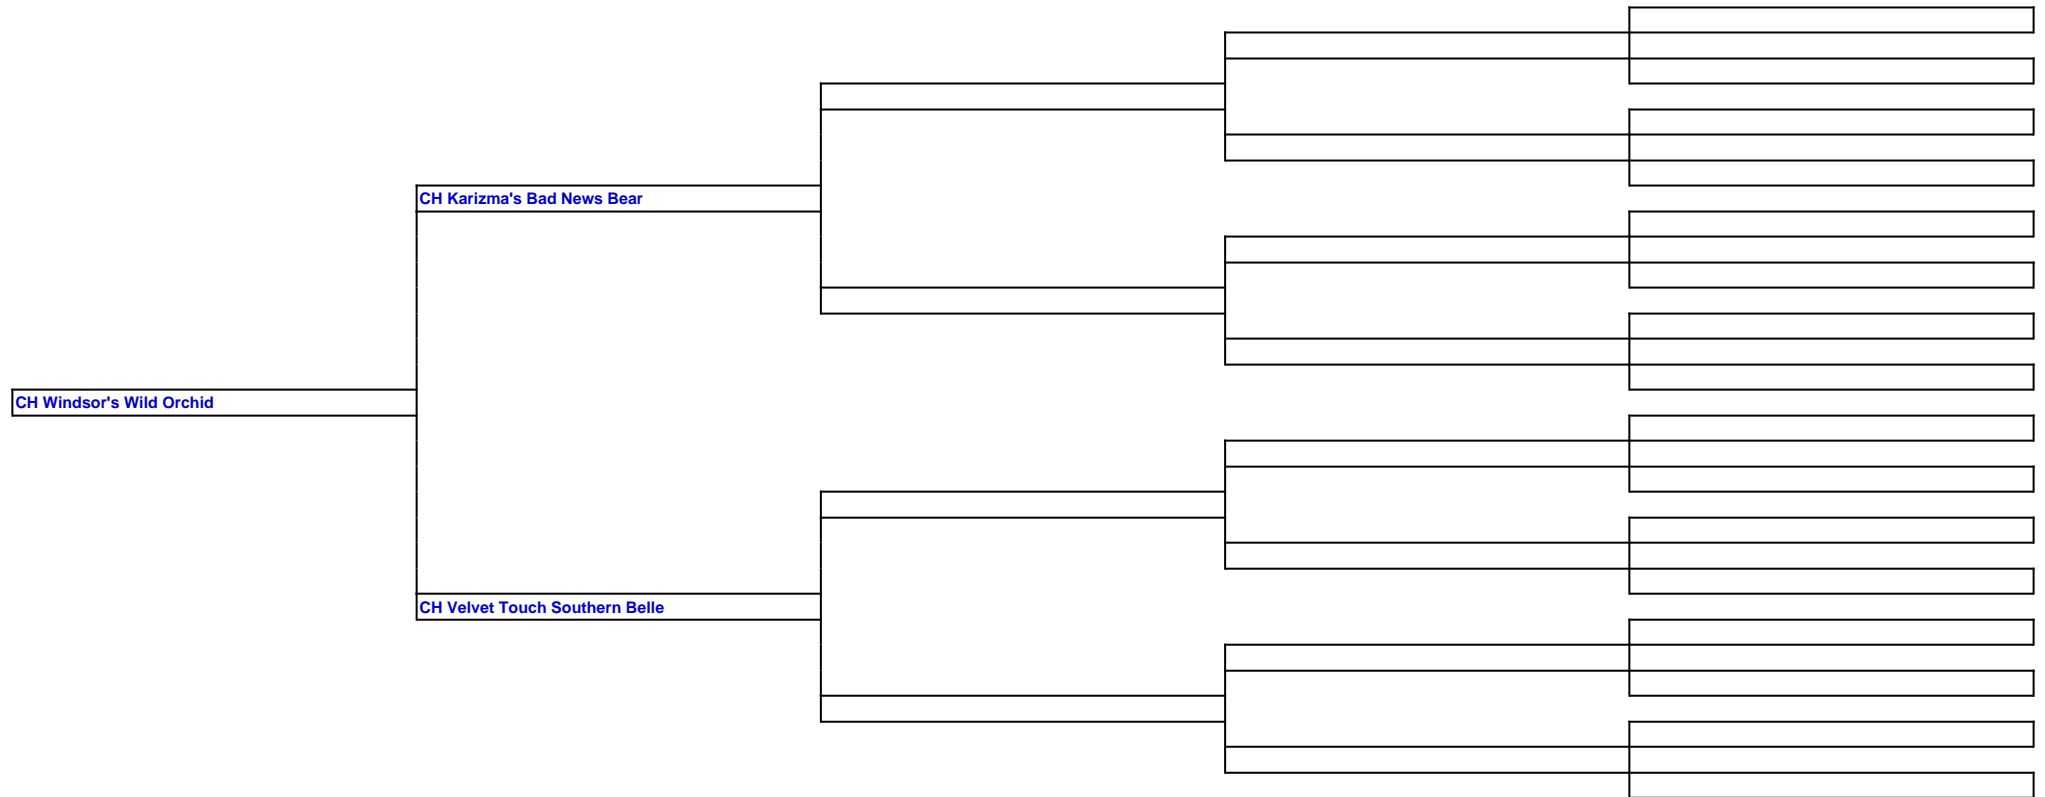 CH Karizma's Bad News Bear
CH Windsor's Wild Orchid
CH Velvet Touch Southern Belle